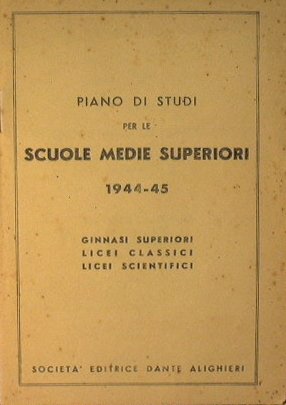 PIANO DI STUDI
PER LE
SCUOLE MEDIE SUPERIORI
1944-45
GINNASI SUPERIORI
LICEI CLASSICI
LICEI SCIENTIFICI
SOCIETA' EDITRICE DANTE ALIGHIERI